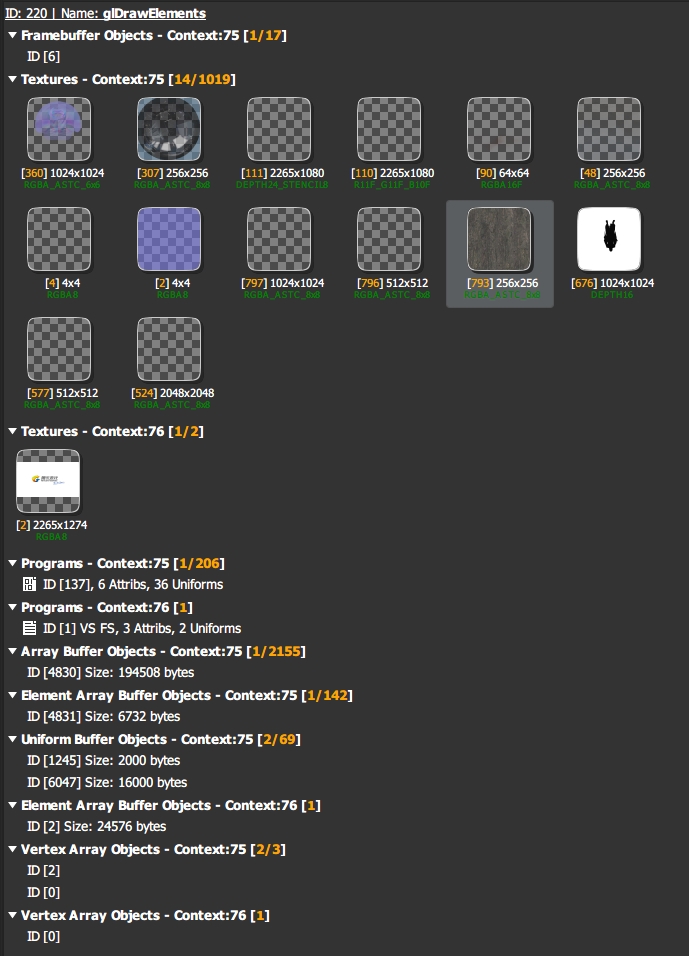 ID: 220 | Name: glDrawElements
Framebuffer Objects - Context:75 [1/17]
ID [6]
Textures - Context:75 [14/1019]
[360] 1024x1024 [307] 256x256 [111] 2265x1080 [110] 2265x1080 [90] 64x64 [48] 256x256
RGBA_ASTC_6x6 RGBA_ASTC_8x8 DEPTH24_STENCIL8 R11F_G11F_B10F RGBA16F RGBA_ASTC_8x8
[4] 4x4 [2] 4x4 [797] 1024x1024 [796] 512x512 [793] 256x256 [676] 1024x1024
RGBA8 RGBA8 RGBA_ASTC_8x8 RGBA_ASTC_8x8 RGBA_ASTC_8x8 DEPTH16
[577] 512x512 [524] 2048x2048
RGBA_ASTC_8x8 RGBA_ASTC_8x8
Textures - Context:76 [1/2]
[2] 2265x1274
RGBA8
Programs - Context:75 [1/206]
ID [137], 6 Attribs, 36 Uniforms
Programs - Context:76 [1]
ID [1] VS FS, 3 Attribs, 2 Uniforms
Array Buffer Objects - Context:75 [1/2155]
ID [4830] Size: 194508 bytes
Element Array Buffer Objects - Context:75 [1/142]
ID [4831] Size: 6732 bytes
Uniform Buffer Objects - Context:75 [2/69]
ID [1245] Size: 2000 bytes
ID [6047] Size: 16000 bytes
Element Array Buffer Objects - Context:76 [1]
ID [2] Size: 24576 bytes
Vertex Array Objects - Context:75 [2/3]
ID [2]
ID [0]
Vertex Array Objects - Context:76 [1]
ID [0]